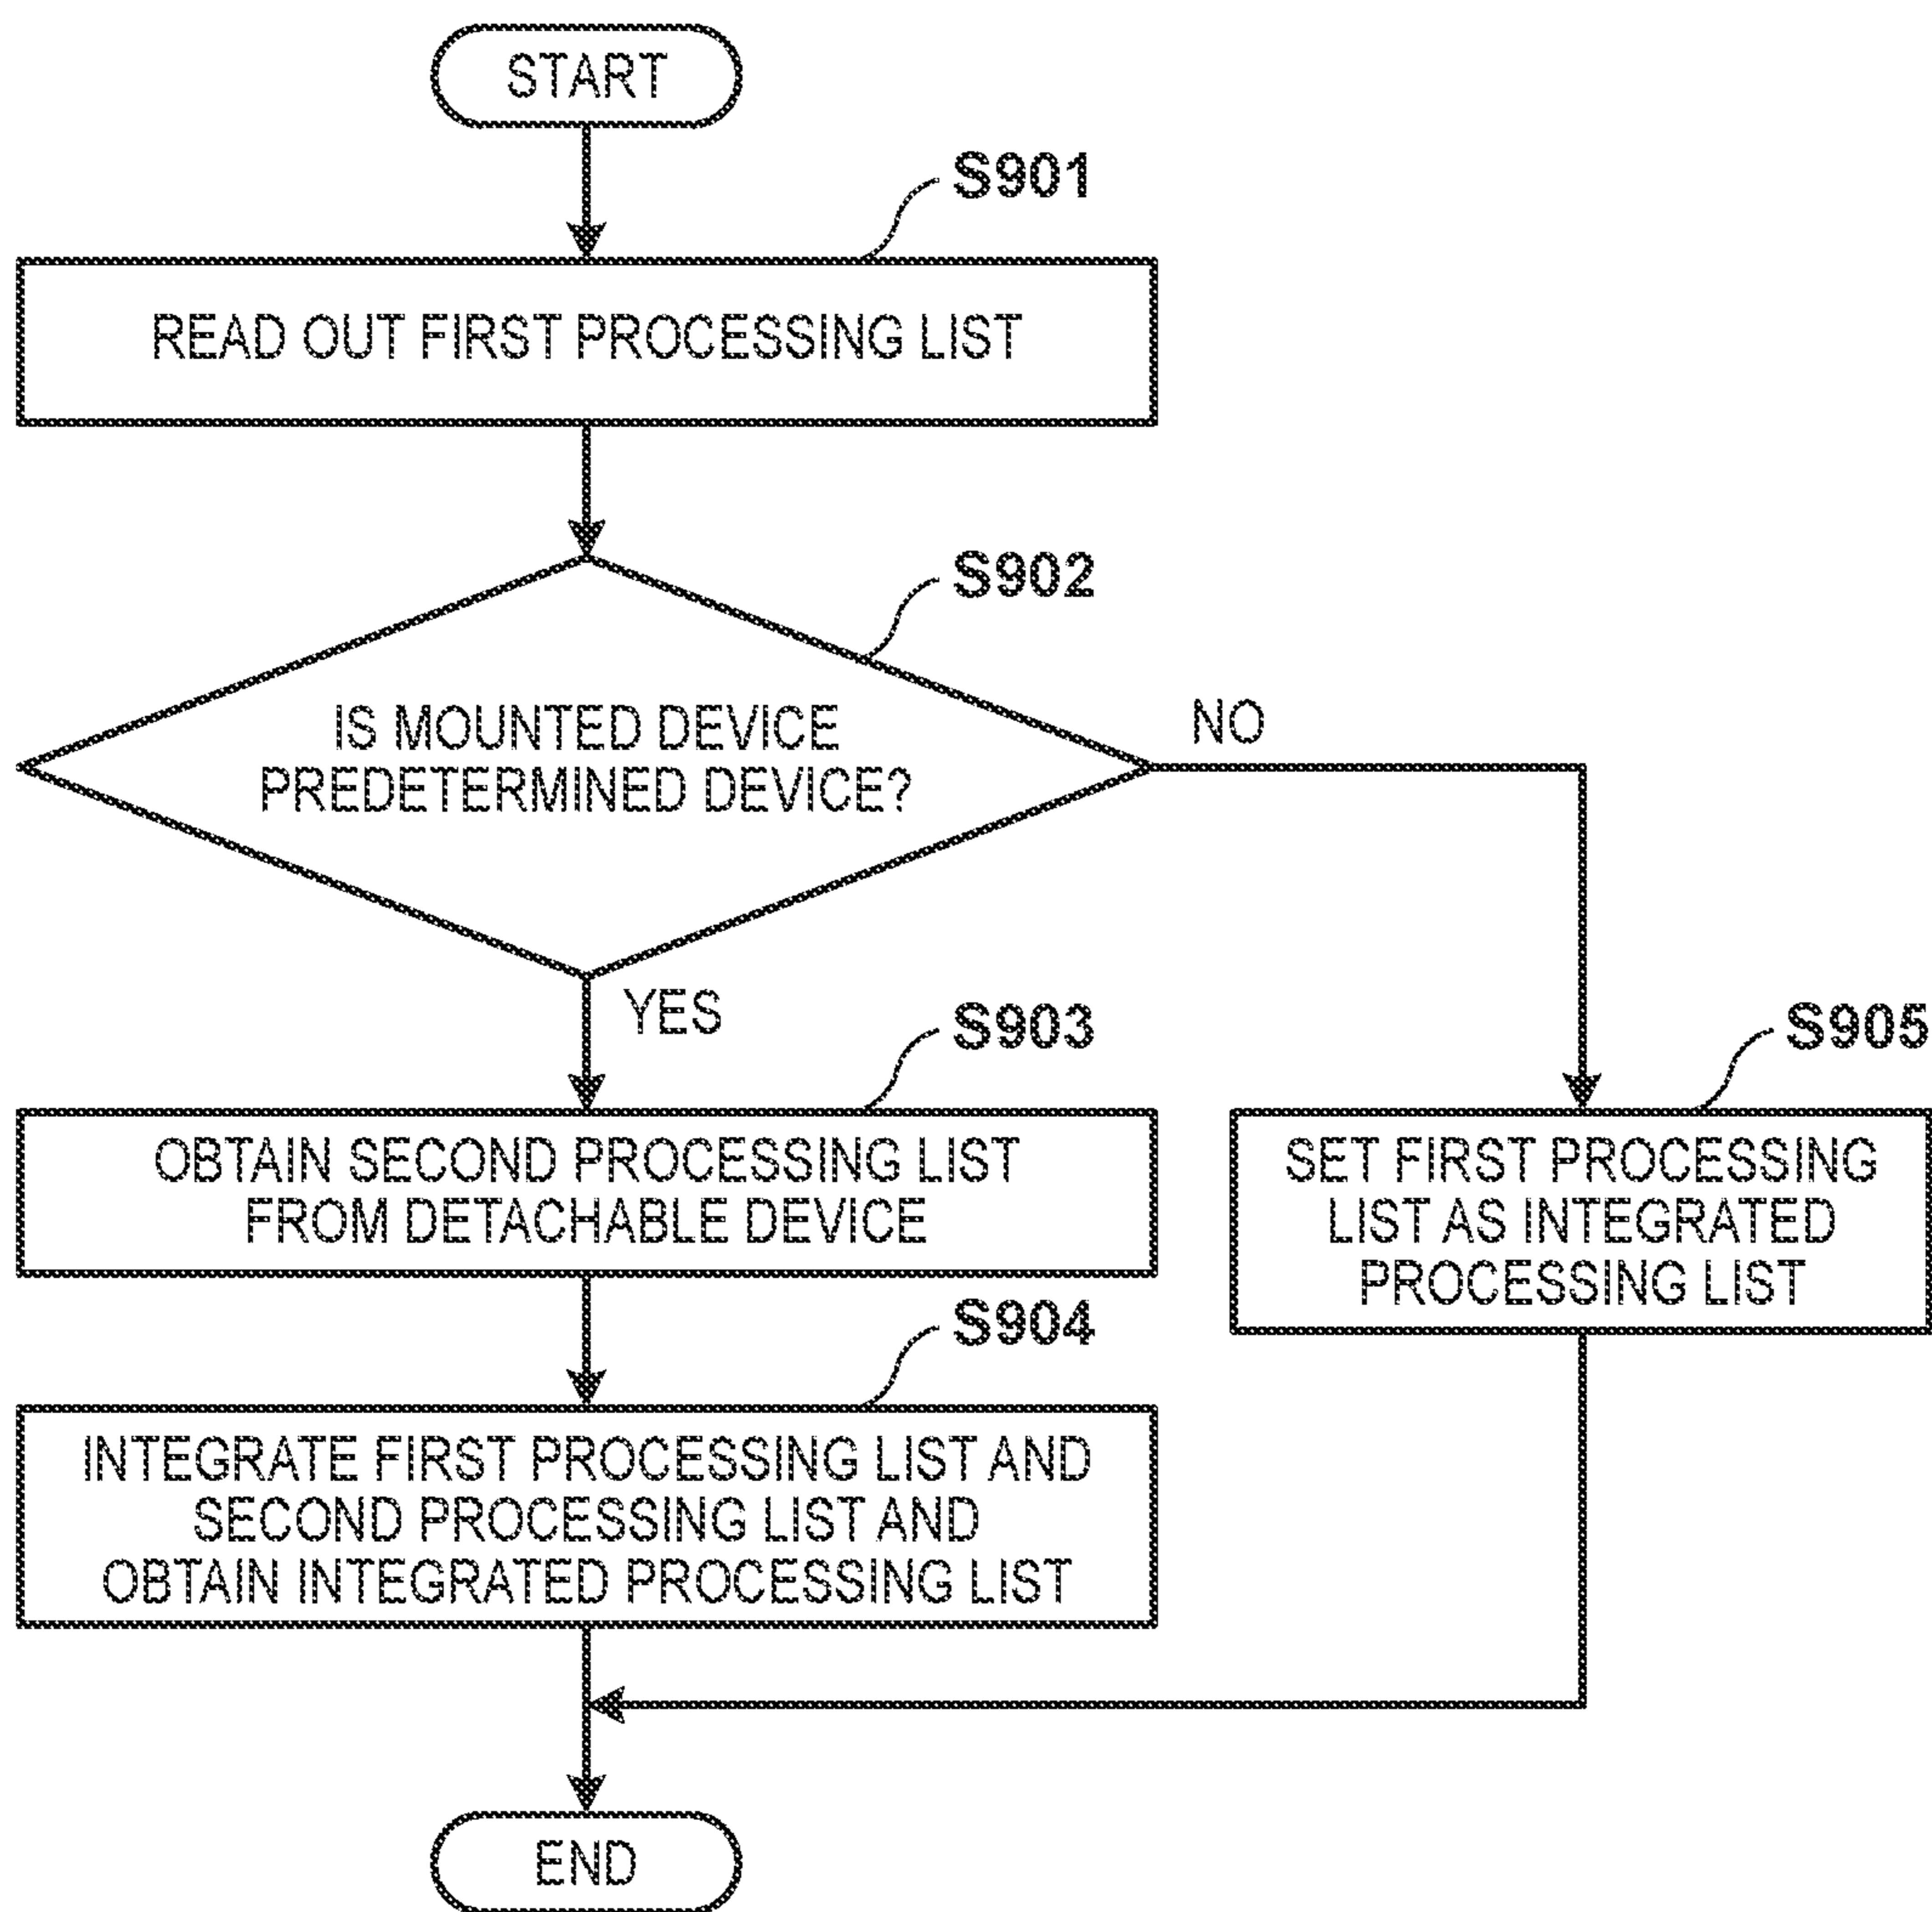 START
S901
READ OUT FIRST PROCESSING LIST
S902
IS MOUNTED DEVICE
PREDETERMINED DEVICE?
NO
YES
S903
OBTAIN SECOND PROCESSING LIST
FROM DETACHABLE DEVICE
S905
SET FIRST PROCESSING
LIST AS INTEGRATED
PROCESSING LIST
S904
INTEGRATE FIRST PROCESSING LIST AND
SECOND PROCESSING LIST AND
OBTAIN INTEGRATED PROCESSING LIST
END